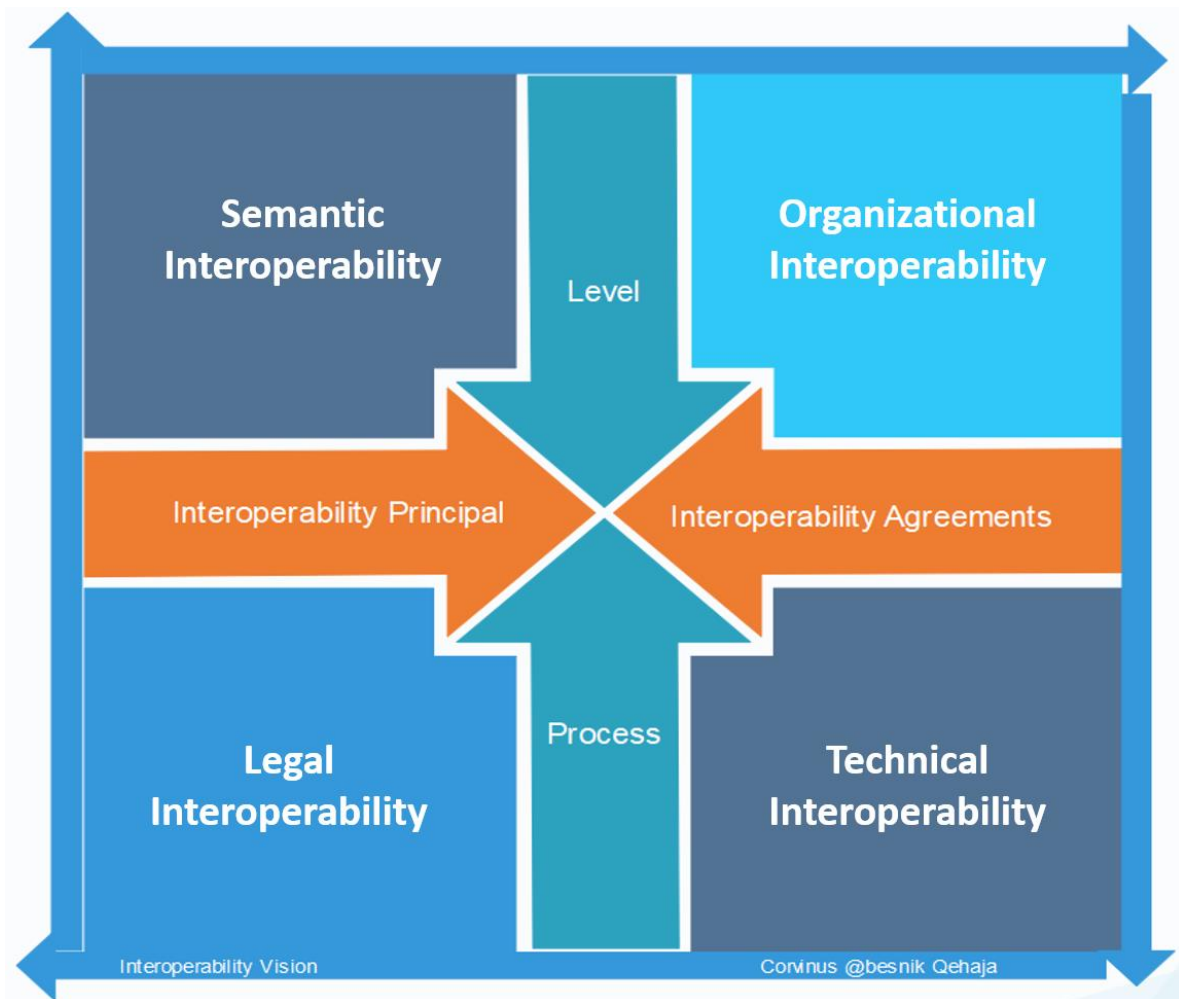 Semantic
Interoperability
Organizational
Interoperability
Level
Interoperability Principal
Interoperability Agreements
Process
Legal
Interoperability
Technical
Interoperability
Interoperability Vision
Corvinus @besnik Qehaja